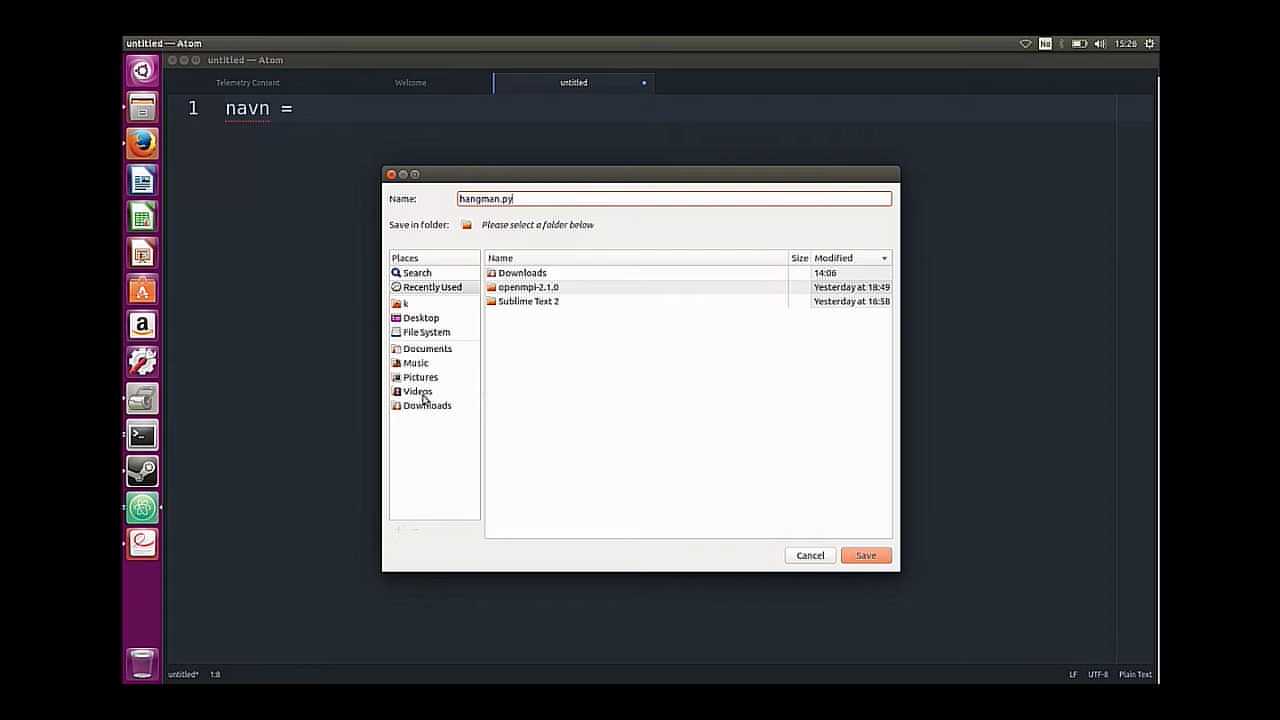 untitled — Atom
No
15:26
untitled — Atom
Telemetry Consent
Welcome
untitled
1 navn =
Name: hangman.py
Save in folder: Please select a folder below
Places
Name Size Modified
Search
Downloads 14:06
Recently Used
openmpi-2.1.0 Yesterday at 18:49
k
Sublime Text 2 Yesterday at 16:58
Desktop
File System
Documents
Music
Pictures
Videos
Downloads
Cancel Save
untitled* 1:8
LF UTF-8 Plain Text